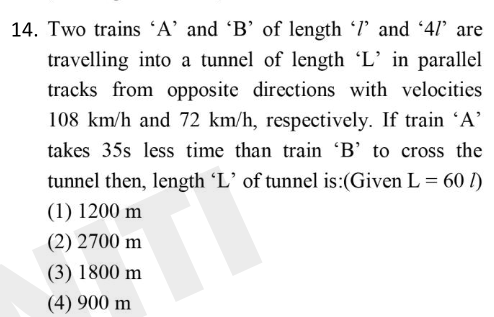 14. Two trains ‘A’ and ‘B’ of length ‘l’ and ‘4l’ are
travelling into a tunnel of length ‘L’ in parallel
tracks from opposite directions with velocities
108 km/h and 72 km/h, respectively. If train ‘A’
takes 35s less time than train ‘B’ to cross the
tunnel then, length ‘L’ of tunnel is:(Given L = 60 l)
(1) 1200 m
(2) 2700 m
(3) 1800 m
(4) 900 m
NITI